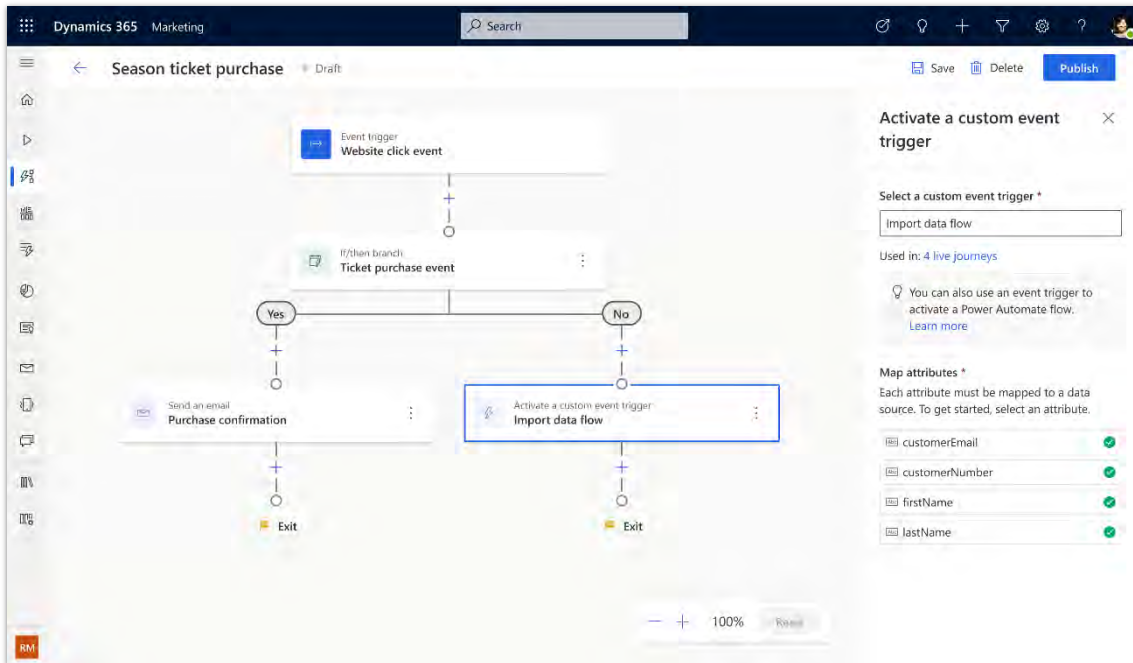 Dynamics 365 Marketing
Search
Season ticket purchase Draft
Save Delete Publish
Event trigger
Website click event
If/then branch
Ticket purchase event
Yes No
Send an email
Purchase confirmation
Activate a custom event trigger
Import data flow
Exit Exit
100% Reset
RM
Activate a custom event
trigger
Select a custom event trigger *
Import data flow
Used in: 4 live journeys
You can also use an event trigger to
activate a Power Automate flow.
Learn more
Map attributes *
Each attribute must be mapped to a data
source. To get started, select an attribute.
Abc customerEmail
Abc customerNumber
Abc firstName
Abc lastName